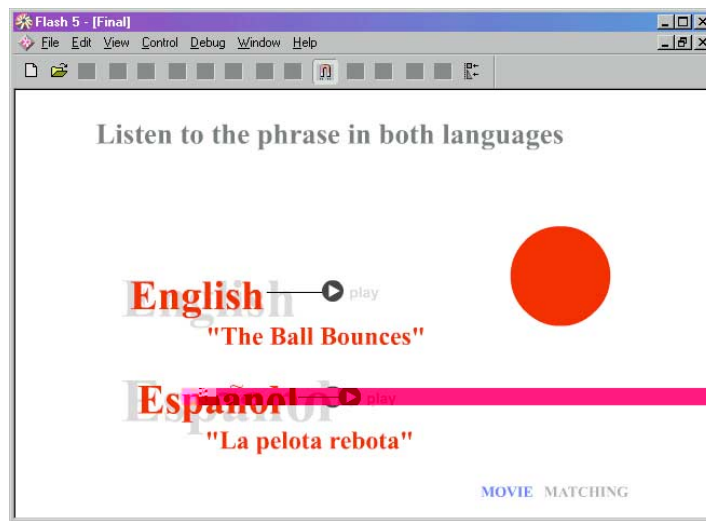 Flash 5 - [Final]
File Edit View Control Debug Window Help
Listen to the phrase in both languages
English play
"The Ball Bounces"
Español play
"La pelota rebota"
MOVIE MATCHING